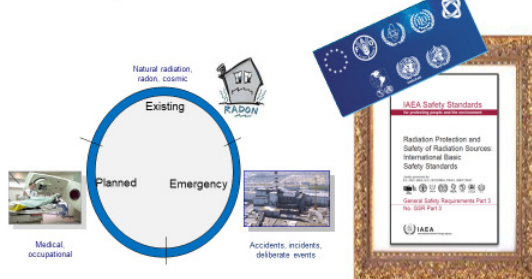 Natural radiation,
radon, cosmic
Existing
RADON
Planned
Emergency
Medical,
occupational
Accidents, incidents,
deliberate events
IAEA Safety Standards
for protecting people and the environment
Radiation Protection and
Safety of Radiation Sources:
International Basic
Safety Standards
General Safety Requirements Part 3
No. GSR Part 3
IAEA